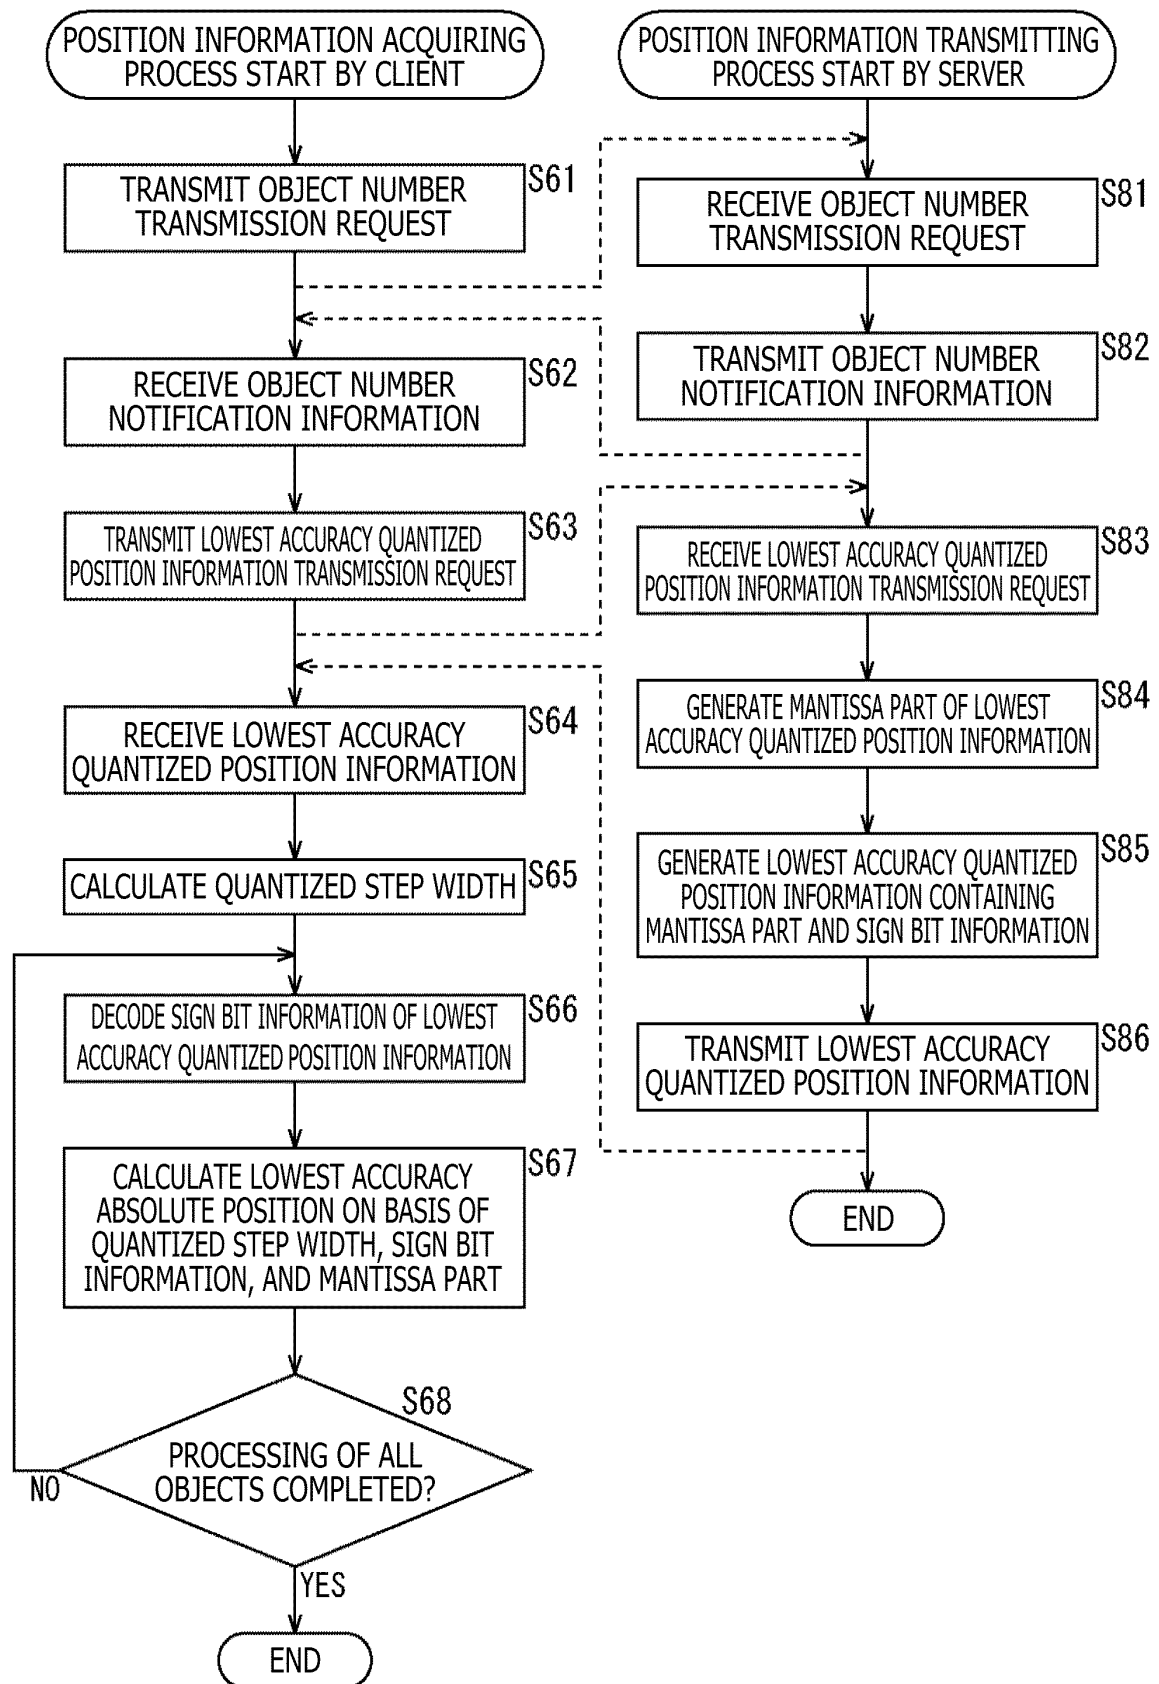 POSITION INFORMATION ACQUIRING
PROCESS START BY CLIENT
S61
TRANSMIT OBJECT NUMBER
TRANSMISSION REQUEST
S62
RECEIVE OBJECT NUMBER
NOTIFICATION INFORMATION
S63
TRANSMIT LOWEST ACCURACY QUANTIZED
POSITION INFORMATION TRANSMISSION REQUEST
S64
RECEIVE LOWEST ACCURACY
QUANTIZED POSITION INFORMATION
S65
CALCULATE QUANTIZED STEP WIDTH
S66
DECODE SIGN BIT INFORMATION OF LOWEST
ACCURACY QUANTIZED POSITION INFORMATION
S67
CALCULATE LOWEST ACCURACY
ABSOLUTE POSITION ON BASIS OF
QUANTIZED STEP WIDTH, SIGN BIT
INFORMATION, AND MANTISSA PART
S68
PROCESSING OF ALL
OBJECTS COMPLETED?
NO
YES
END
POSITION INFORMATION TRANSMITTING
PROCESS START BY SERVER
S81
RECEIVE OBJECT NUMBER
TRANSMISSION REQUEST
S82
TRANSMIT OBJECT NUMBER
NOTIFICATION INFORMATION
S83
RECEIVE LOWEST ACCURACY QUANTIZED
POSITION INFORMATION TRANSMISSION REQUEST
S84
GENERATE MANTISSA PART OF LOWEST
ACCURACY QUANTIZED POSITION INFORMATION
S85
GENERATE LOWEST ACCURACY QUANTIZED
POSITION INFORMATION CONTAINING
MANTISSA PART AND SIGN BIT INFORMATION
S86
TRANSMIT LOWEST ACCURACY
QUANTIZED POSITION INFORMATION
END